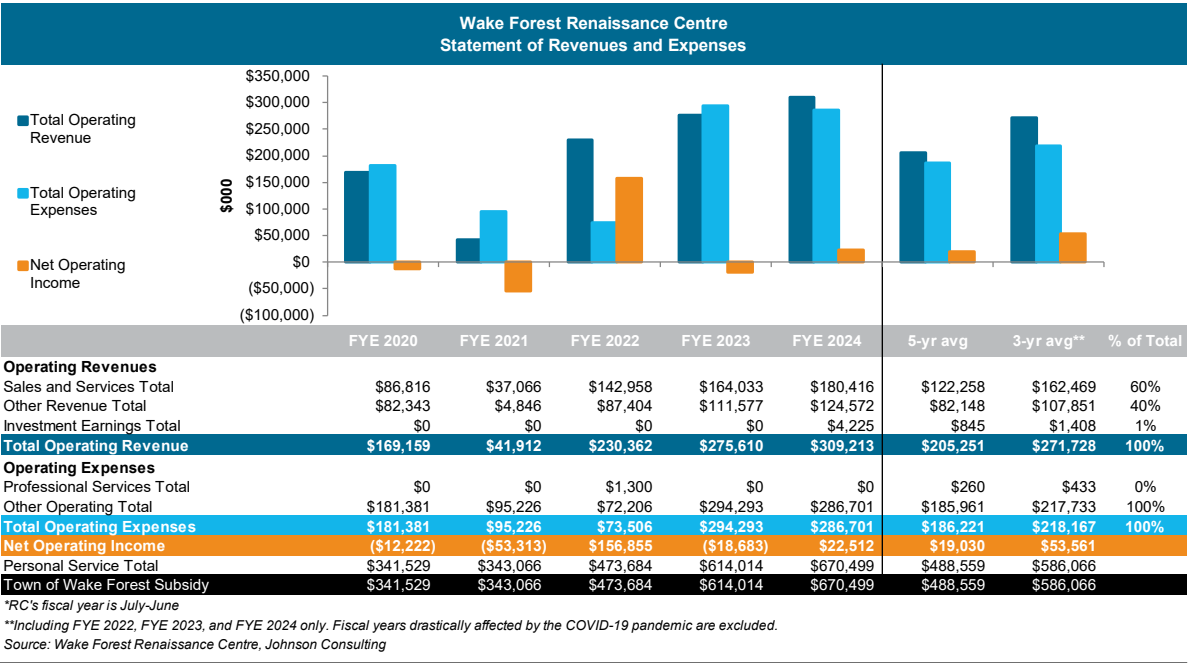 Wake Forest Renaissance Centre
Statement of Revenues and Expenses
Total Operating
Revenue
Total Operating
Expenses
Net Operating
Income
$000
$350,000
$300,000
$250,000
$200,000
$150,000
$100,000
$50,000
$0
($50,000)
($100,000)
FYE 2020 FYE 2021 FYE 2022 FYE 2023 FYE 2024 5-yr avg 3-yr avg** % of Total
Operating Revenues
Sales and Services Total $86,816 $37,066 $142,958 $164,033 $180,416 $122,258 $162,469 60%
Other Revenue Total $82,343 $4,846 $87,404 $111,577 $124,572 $82,148 $107,851 40%
Investment Earnings Total $0 $0 $0 $0 $4,225 $845 $1,408 1%
Total Operating Revenue $169,159 $41,912 $230,362 $275,610 $309,213 $205,251 $271,728 100%
Operating Expenses
Professional Services Total $0 $0 $1,300 $0 $0 $260 $433 0%
Other Operating Total $181,381 $95,226 $72,206 $294,293 $286,701 $185,961 $217,733 100%
Total Operating Expenses $181,381 $95,226 $73,506 $294,293 $286,701 $186,221 $218,167 100%
Net Operating Income ($12,222) ($53,313) $156,855 ($18,683) $22,512 $19,030 $53,561
Personal Service Total $341,529 $343,066 $473,684 $614,014 $670,499 $488,559 $586,066
Town of Wake Forest Subsidy $341,529 $343,066 $473,684 $614,014 $670,499 $488,559 $586,066
*RC's fiscal year is July-June
**Including FYE 2022, FYE 2023, and FYE 2024 only. Fiscal years drastically affected by the COVID-19 pandemic are excluded.
Source: Wake Forest Renaissance Centre, Johnson Consulting